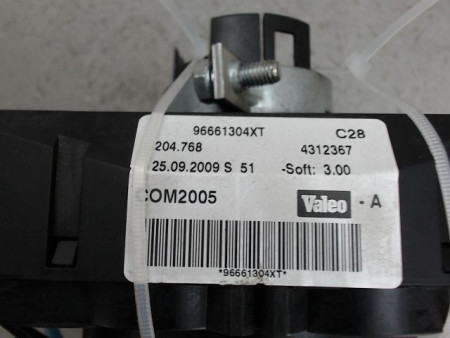 96661304XT C28
204.768 4312367
25.09.2009 S 51 -Soft: 3.00
COM2005 Valeo - A
*96661304XT*